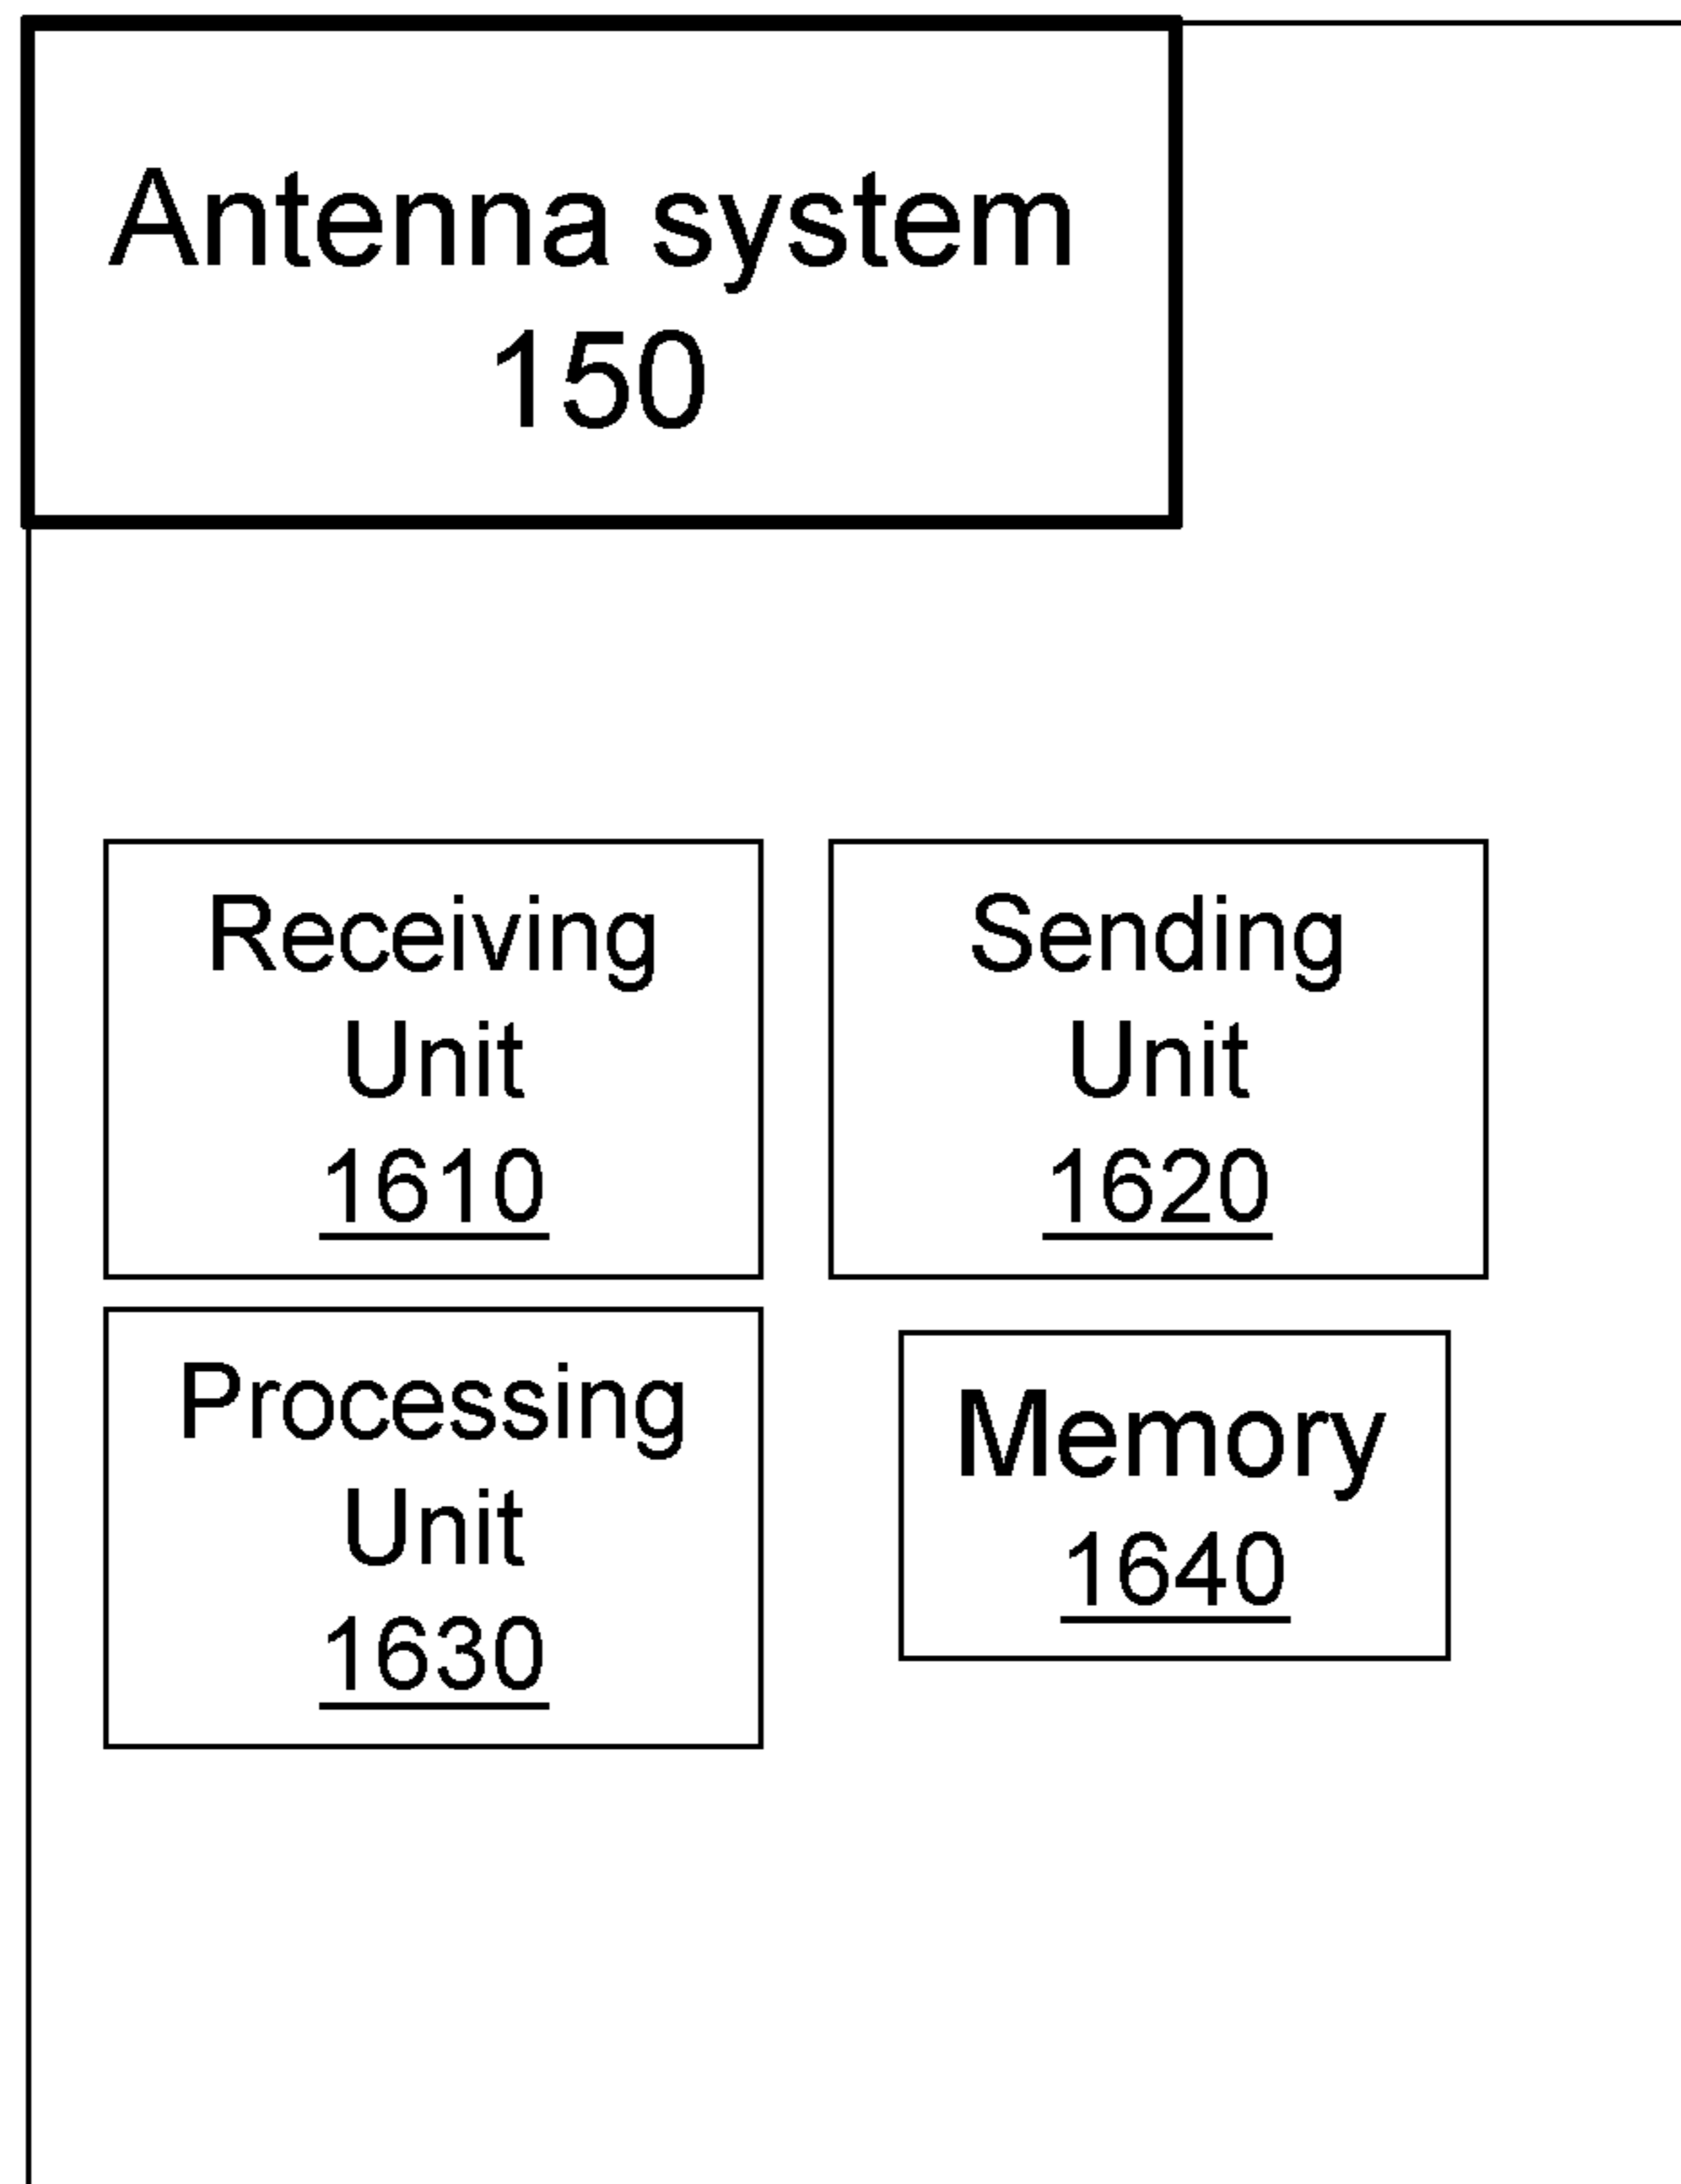 Antenna system
150
Receiving
Unit
1610
Sending
Unit
1620
Processing
Unit
1630
Memory
1640